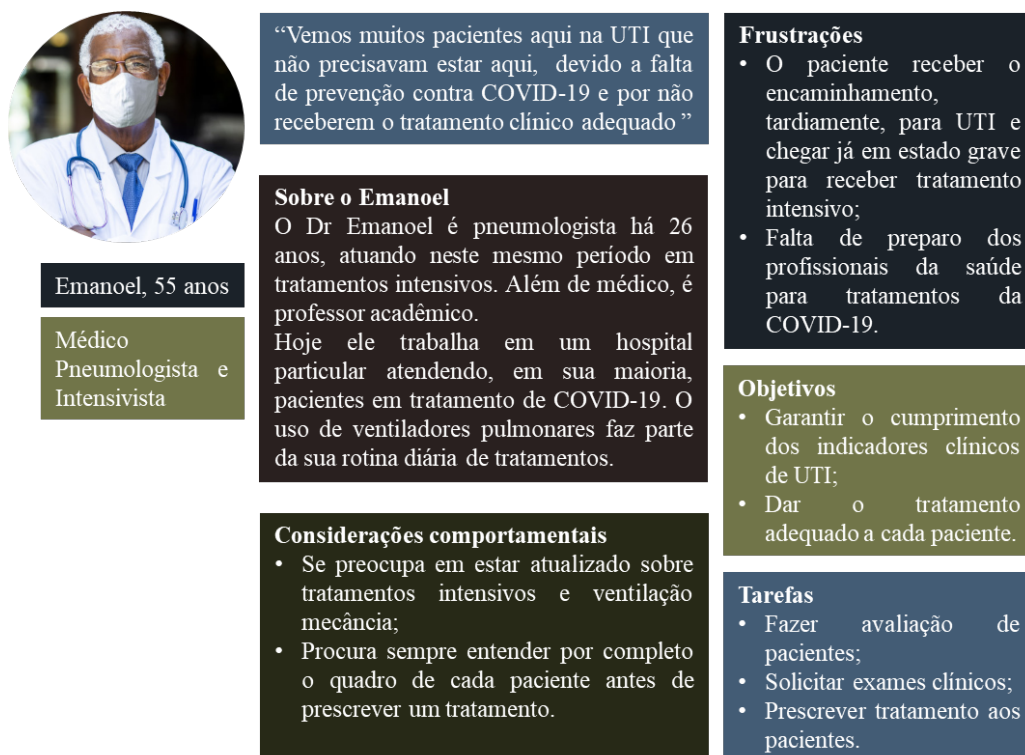 Emanoel, 55 anos
Médico
Pneumologista e
Intensivista
“Vemos muitos pacientes aqui na UTI que
não precisavam estar aqui, devido a falta
de prevenção contra COVID-19 e por não
receberem o tratamento clínico adequado ”
Sobre o Emanoel
O Dr Emanoel é pneumologista há 26
anos, atuando neste mesmo período em
tratamentos intensivos. Além de médico, é
professor acadêmico.
Hoje ele trabalha em um hospital
particular atendendo, em sua maioria,
pacientes em tratamento de COVID-19. O
uso de ventiladores pulmonares faz parte
da sua rotina diária de tratamentos.
Considerações comportamentais
• Se preocupa em estar atualizado sobre
tratamentos intensivos e ventilação
mecância;
• Procura sempre entender por completo
o quadro de cada paciente antes de
prescrever um tratamento.
Frustrações
• O paciente receber o
encaminhamento,
tardiamente, para UTI e
chegar já em estado grave
para receber tratamento
intensivo;
• Falta de preparo dos
profissionais da saúde
para tratamentos da
COVID-19.
Objetivos
• Garantir o cumprimento
dos indicadores clínicos
de UTI;
• Dar o tratamento
adequado a cada paciente.
Tarefas
• Fazer avaliação de
pacientes;
• Solicitar exames clínicos;
• Prescrever tratamento aos
pacientes.